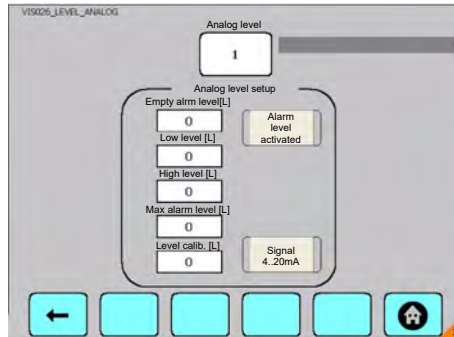 VIS026_LEVEL_ANALOG
Analog level
1
Analog level setup
Empty alrm level[L]
0
Alarm
level
activated
Low level [L]
0
High level [L]
0
Max alarm level [L]
0
Level calib. [L]
0
Signal
4..20mA